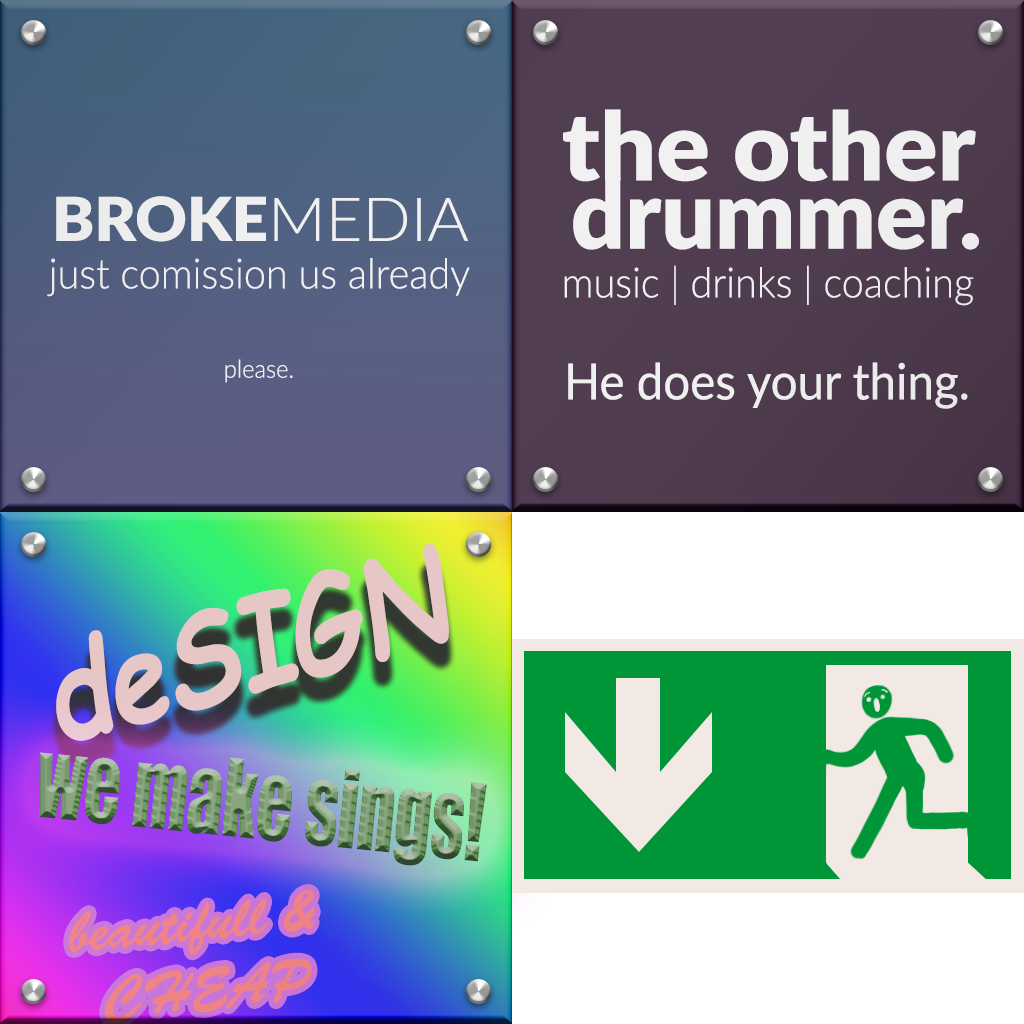 BROKEMEDIA
just comission us already
please.
the other
drummer.
music | drinks | coaching
He does your thing.
deSIGN
we make sings!
beautifull &
CHEAP